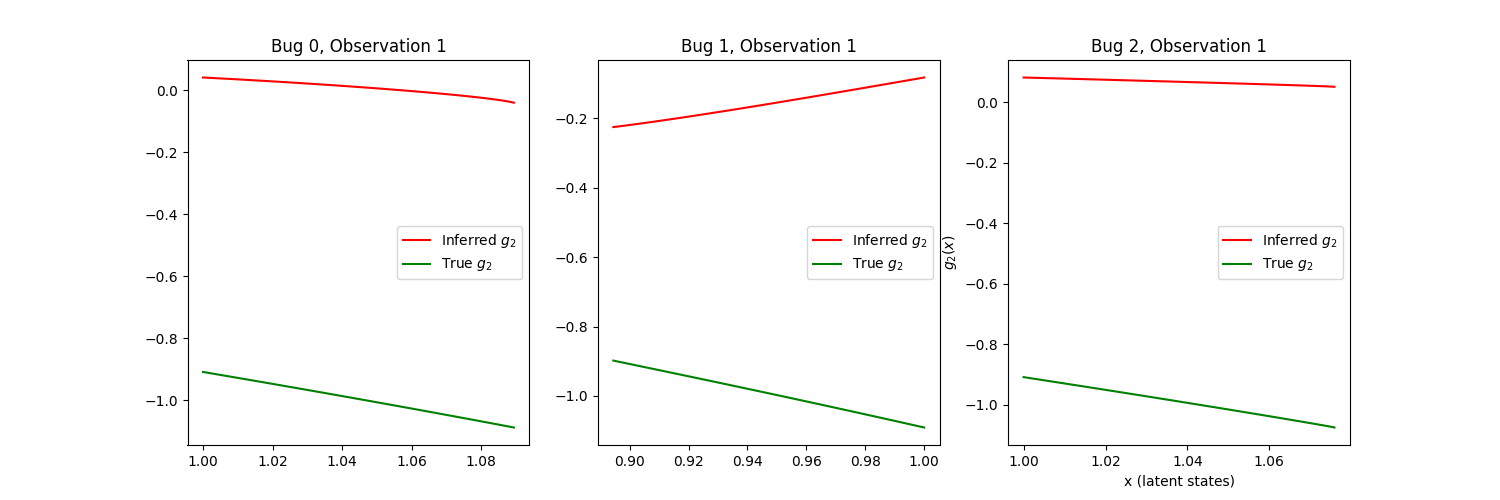 Bug 0, Observation 1
0.0
−0.2
−0.4
−0.6
−0.8
−1.0
1.00 1.02 1.04 1.06 1.08
Inferred g₂
True g₂
Bug 1, Observation 1
−0.2
−0.4
−0.6
−0.8
−1.0
0.90 0.92 0.94 0.96 0.98 1.00
Inferred g₂
True g₂
Bug 2, Observation 1
g₂(x)
0.0
−0.2
−0.4
−0.6
−0.8
−1.0
1.00 1.02 1.04 1.06
x (latent states)
Inferred g₂
True g₂